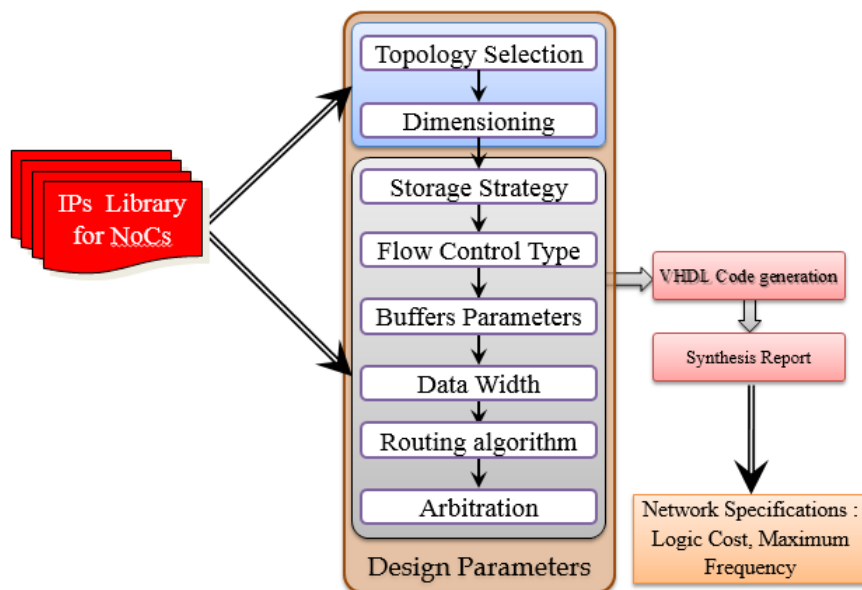 IPs Library
for NoCs
Topology Selection
Dimensioning
Storage Strategy
Flow Control Type
Buffers Parameters
Data Width
Routing algorithm
Arbitration
Design Parameters
VHDL Code generation
Synthesis Report
Network Specifications :
Logic Cost, Maximum
Frequency